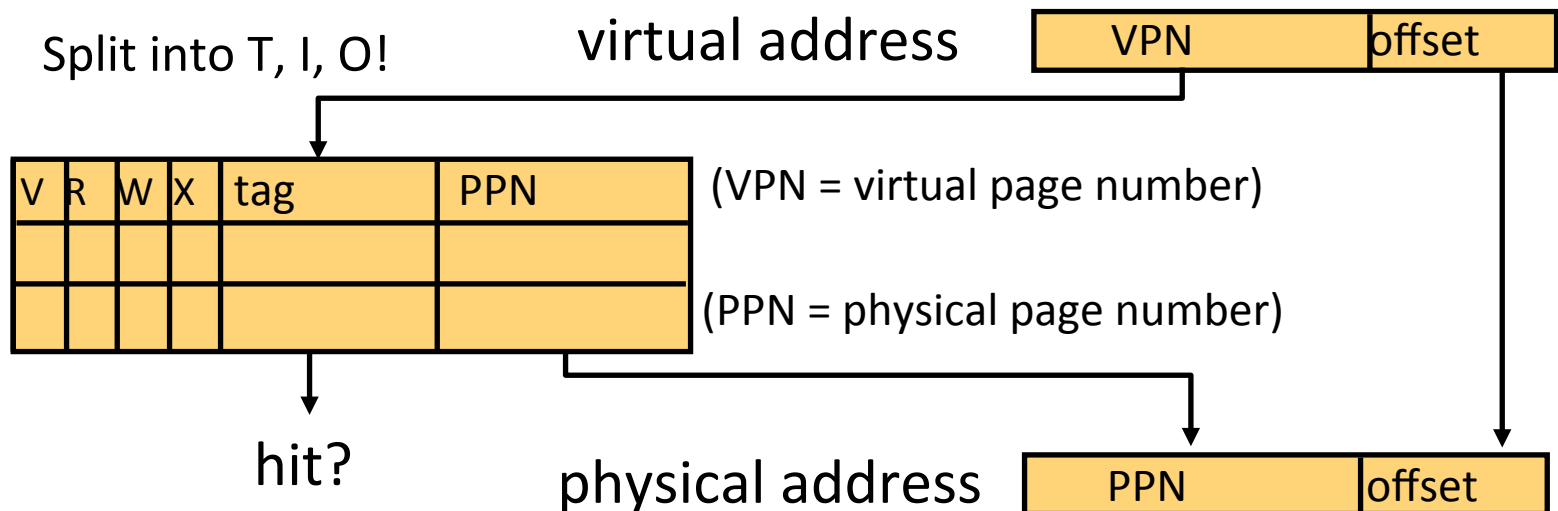 Split into T, I, O!
virtual address
VPN offset
V R W X tag PPN
(VPN = virtual page number)
(PPN = physical page number)
hit?
physical address
PPN offset